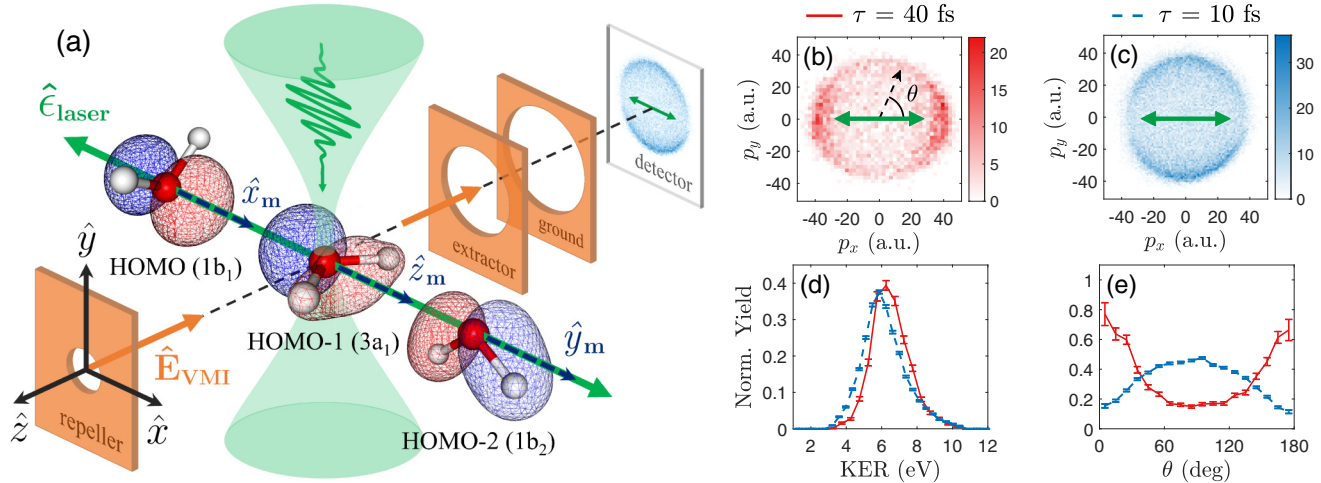 (a)
ε̂laser
x̂m
HOMO (1b₁)
ŷ
ẑm
HOMO-1 (3a₁)
ŷm
HOMO-2 (1b₂)
ÊVMI
ẑ
x̂
repeller
extractor
ground
detector
τ = 40 fs
τ = 10 fs
(b)
θ
40
20
0
-20
-40
py (a.u.)
-40 -20 0 20 40
px (a.u.)
20
15
10
5
0
(c)
40
20
0
-20
-40
py (a.u.)
-40 -20 0 20 40
px (a.u.)
30
20
10
0
(d)
Norm. Yield
0.4
0.3
0.2
0.1
0
2 4 6 8 10 12
KER (eV)
(e)
1
0.8
0.6
0.4
0.2
0
0 60 120 180
θ (deg)